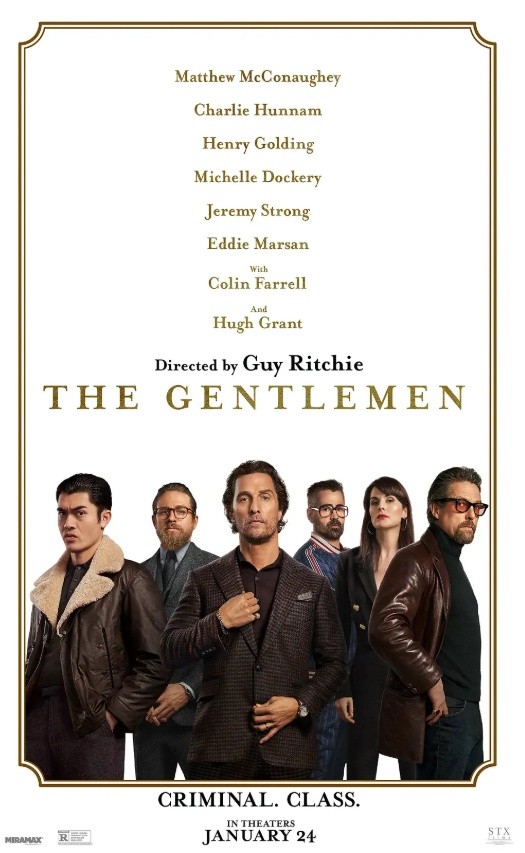 Matthew McConaughey
Charlie Hunnam
Henry Golding
Michelle Dockery
Jeremy Strong
Eddie Marsan
With
Colin Farrell
And
Hugh Grant
Directed by Guy Ritchie
THE GENTLEMEN
CRIMINAL. CLASS.
IN THEATERS
JANUARY 24
MIRAMAX
R
STX
FILMS